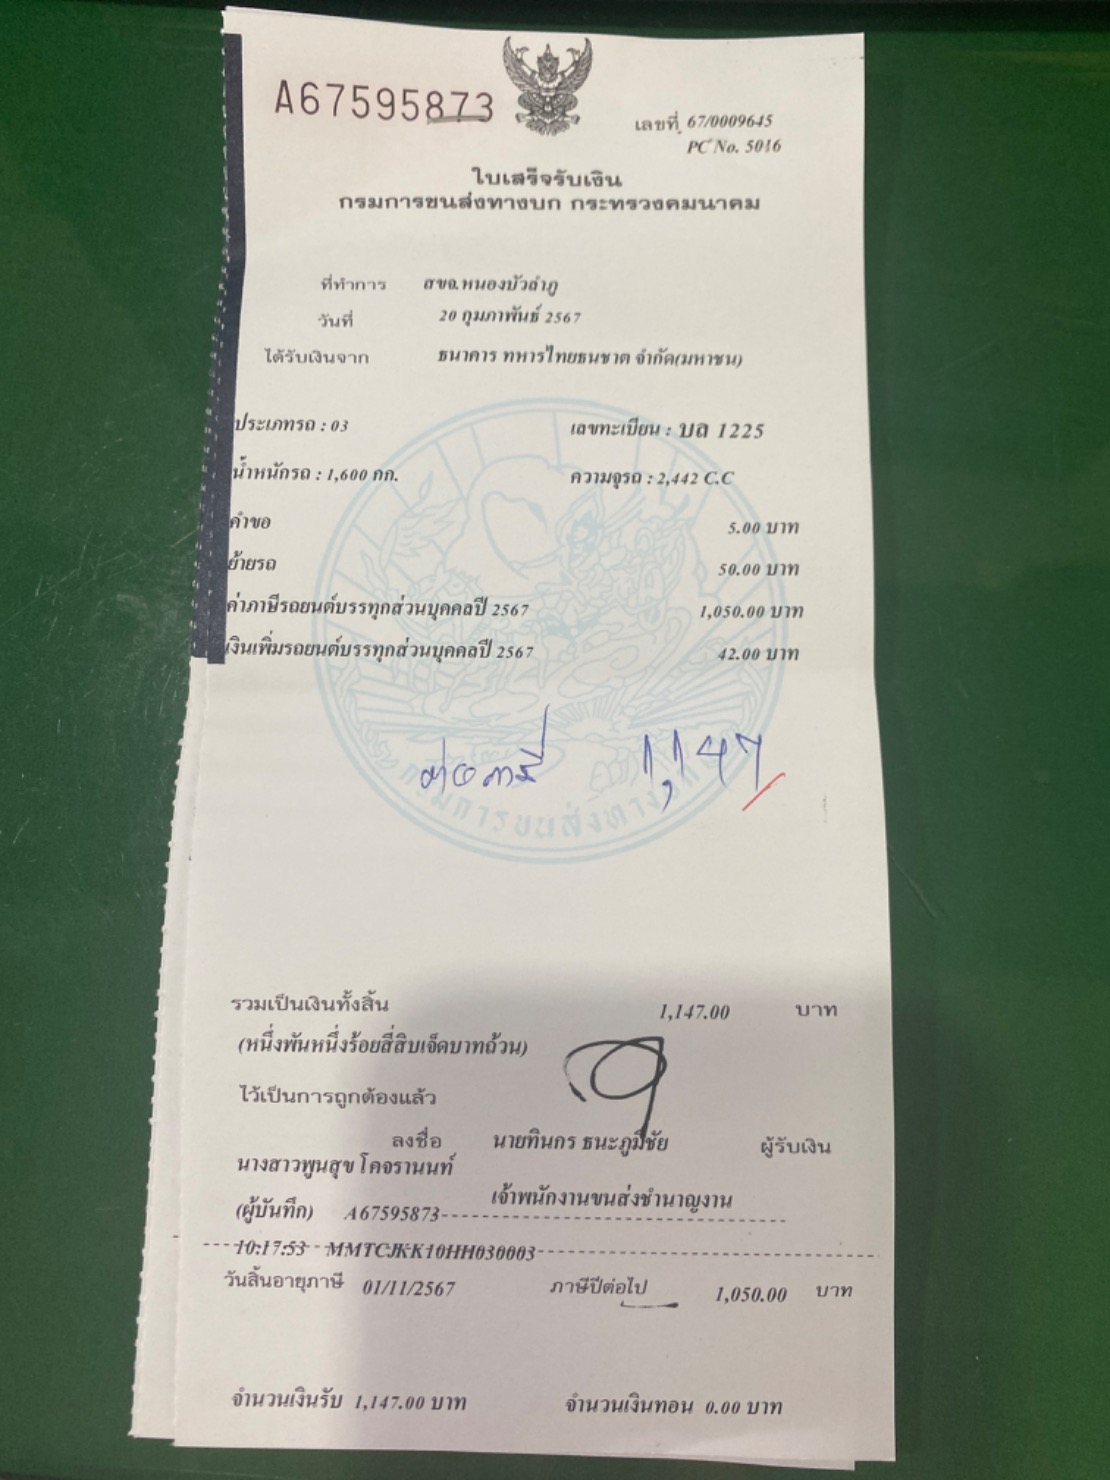 A67595873
เลขที่ 67/0009645
PC No. 5016
ใบเสร็จรับเงิน
กรมการขนส่งทางบก กระทรวงคมนาคม
ที่ทำการ สขจ.หนองบัวลำภู
วันที่ 20 กุมภาพันธ์ 2567
ได้รับเงินจาก ธนาคาร ทหารไทยธนชาต จำกัด(มหาชน)
ประเภทรถ : 03 เลขทะเบียน : บล 1225
น้ำหนักรถ : 1,600 กก. ความจุรถ : 2,442 C.C
คำขอ 5.00 บาท
ย้ายรถ 50.00 บาท
ค่าภาษีรถยนต์บรรทุกส่วนบุคคลปี 2567 1,050.00 บาท
เงินเพิ่มรถยนต์บรรทุกส่วนบุคคลปี 2567 42.00 บาท
ต่อภาษี 1,147
กรมการขนส่งทางบก
รวมเป็นเงินทั้งสิ้น 1,147.00 บาท
(หนึ่งพันหนึ่งร้อยสี่สิบเจ็ดบาทถ้วน)
ไว้เป็นการถูกต้องแล้ว
ลงชื่อ นายทินกร ธนะภูมิชัย ผู้รับเงิน
นางสาวพูนสุข โคจรานนท์
เจ้าพนักงานขนส่งชำนาญงาน
(ผู้บันทึก) A67595873
10:17:53 MMTCJKK10HH030003
วันสิ้นอายุภาษี 01/11/2567 ภาษีปีต่อไป 1,050.00 บาท
จำนวนเงินรับ 1,147.00 บาท จำนวนเงินทอน 0.00 บาท